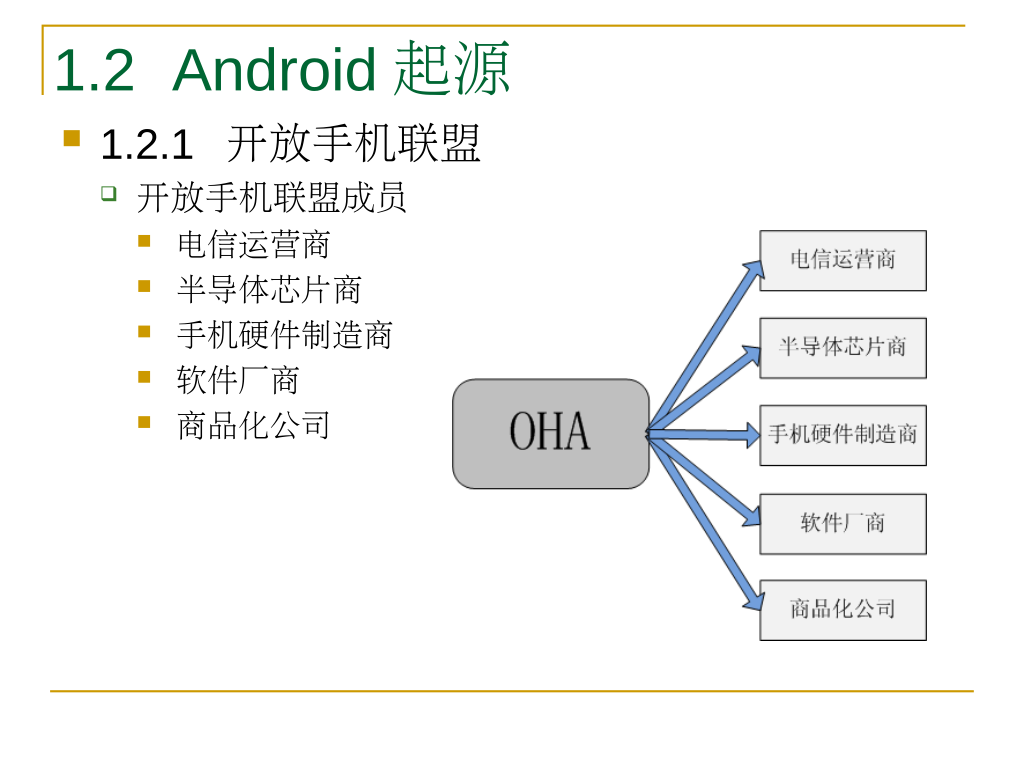 1.2 Android 起源
1.2.1 开放手机联盟
开放手机联盟成员
电信运营商
半导体芯片商
手机硬件制造商
软件厂商
商品化公司
OHA
电信运营商
半导体芯片商
手机硬件制造商
软件厂商
商品化公司